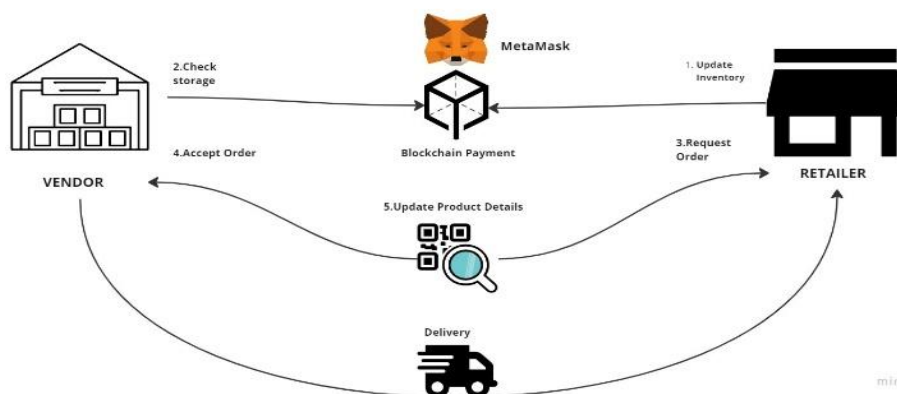 MetaMask
2.Check
storage
1. Update
Inventory
Blockchain Payment
4.Accept Order
3.Request
Order
VENDOR
RETAILER
5.Update Product Details
Delivery